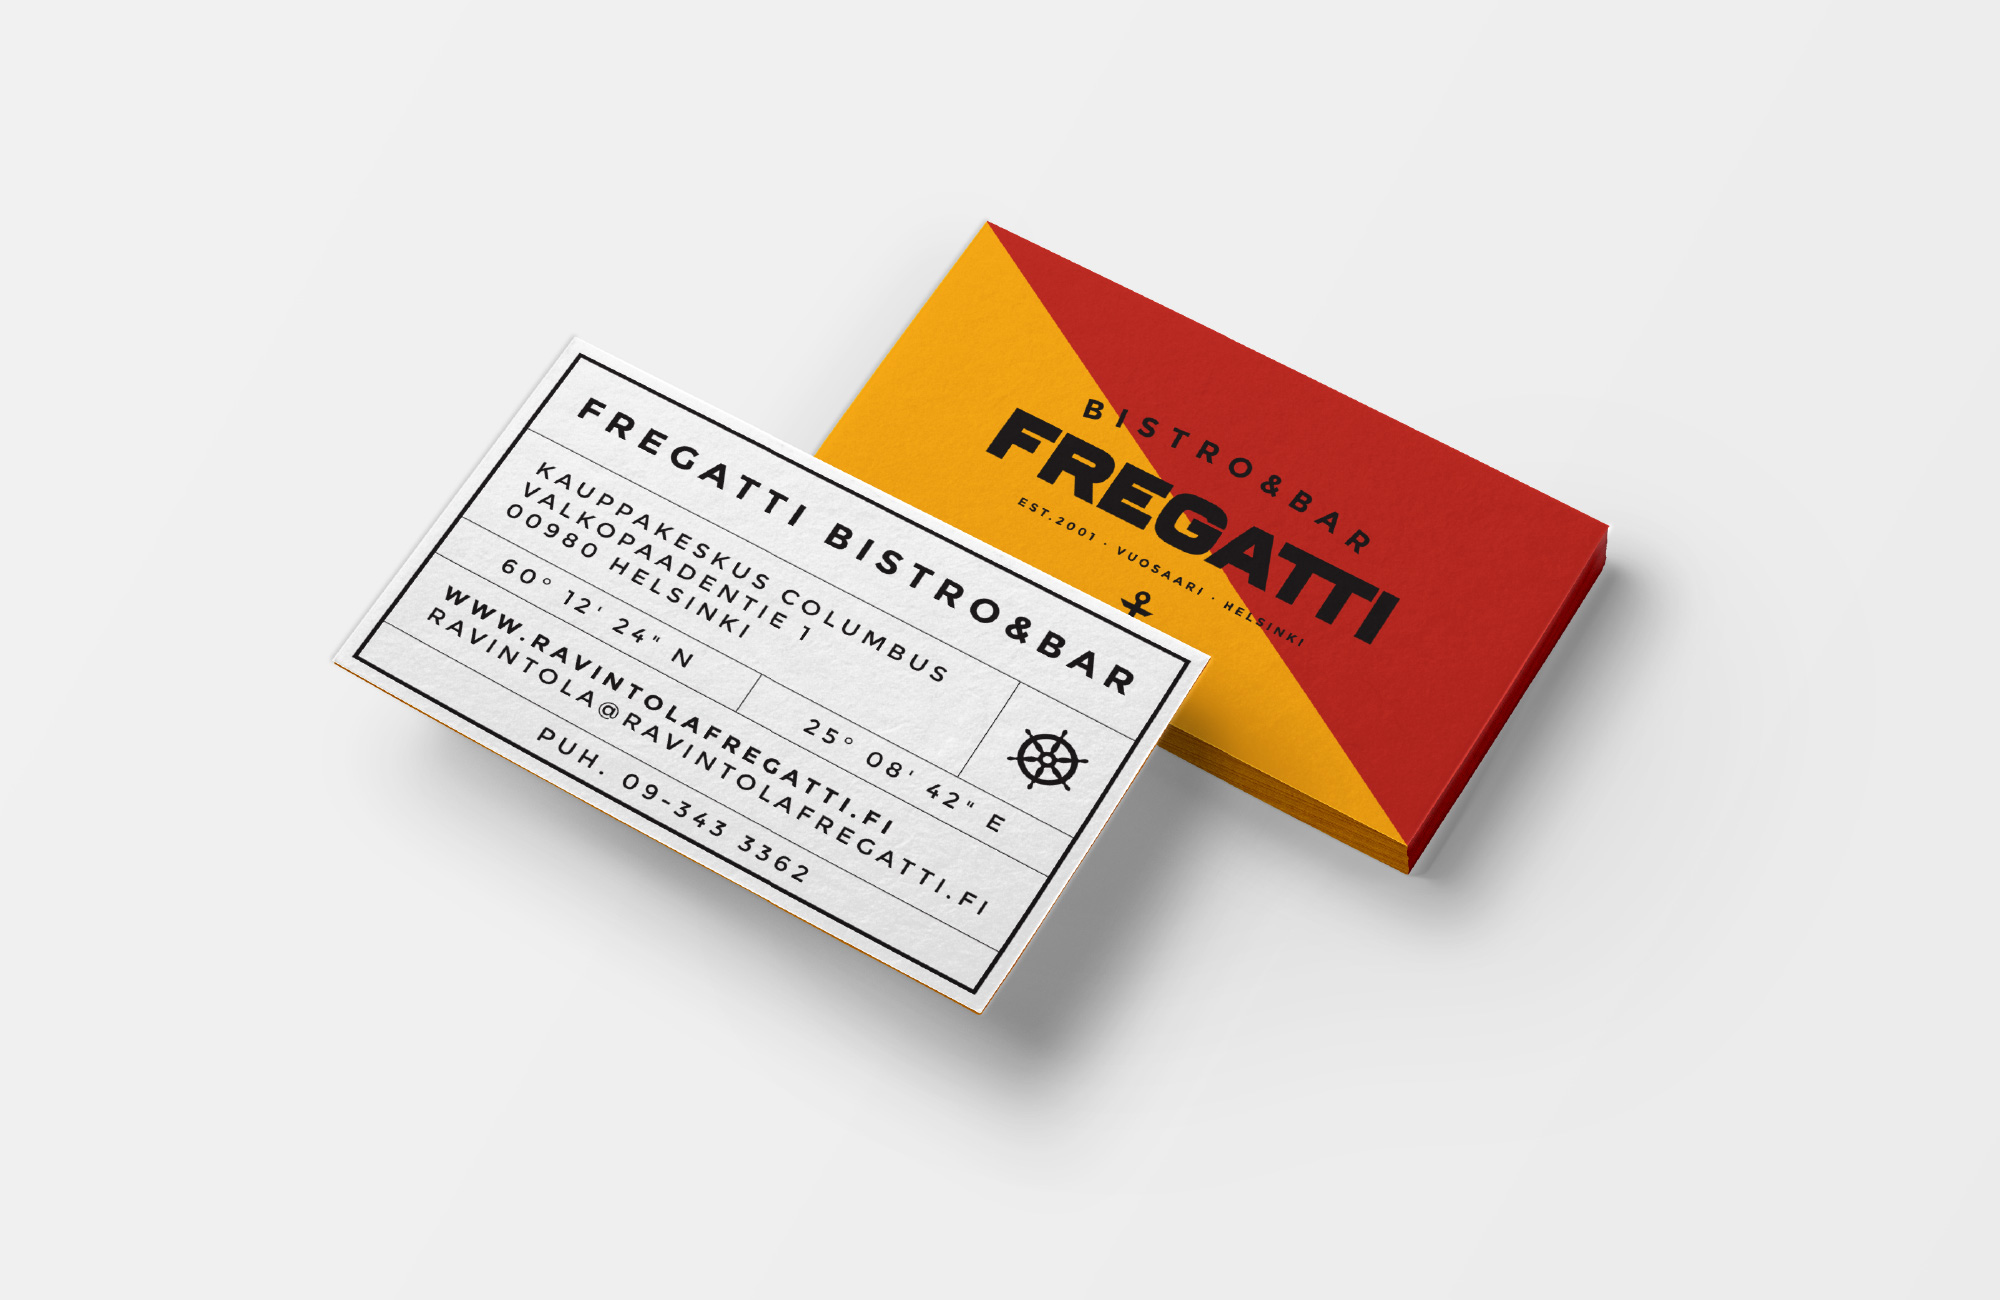 FREGATTI BISTRO&BAR
KAUPPAKESKUS COLUMBUS
VALKOPAADENTIE 1
00980 HELSINKI
60° 12' 24" N
25° 08' 42" E
WWW.RAVINTOLAFREGATTI.FI
RAVINTOLA@RAVINTOLAFREGATTI.FI
PUH. 09-343 3362
BISTRO&BAR
FREGATTI
EST.2001 · VUOSAARI · HELSINKI